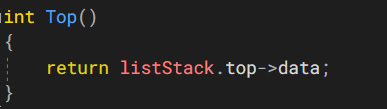 int Top()
{
return listStack.top->data;
}